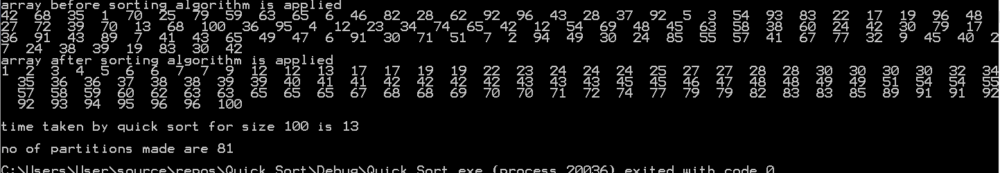 array before sorting algorithm is applied
42 68 35 1 70 25 79 59 63 65 6 46 82 28 62 92 96 43 28 37 92 5 3 54 93 83 22 17 19 96 48
27 72 39 70 13 68 100 36 95 4 12 23 34 74 65 42 12 54 69 48 45 63 58 38 60 24 42 30 79 17
36 91 43 89 7 41 43 65 49 47 6 91 30 71 51 7 2 94 49 30 24 85 55 57 41 67 77 32 9 45 40 2
7 24 38 39 19 83 30 42
array after sorting algorithm is applied
1 2 3 4 5 6 6 7 7 9 12 12 13 17 17 19 19 22 23 24 24 24 25 27 27 28 28 30 30 30 30 32 34
35 36 36 37 38 38 39 39 40 41 41 42 42 42 42 43 43 43 45 45 46 47 48 48 49 49 51 54 54 55
57 58 59 60 62 63 63 65 65 65 67 68 68 69 70 70 71 72 74 77 79 79 82 83 83 85 89 91 91 92
92 93 94 95 96 96 100
time taken by quick sort for size 100 is 13
no of partitions made are 81
C:\Users\User\source\repos\Quick Sort\Debug\Quick Sort.exe (process 20036) exited with code 0